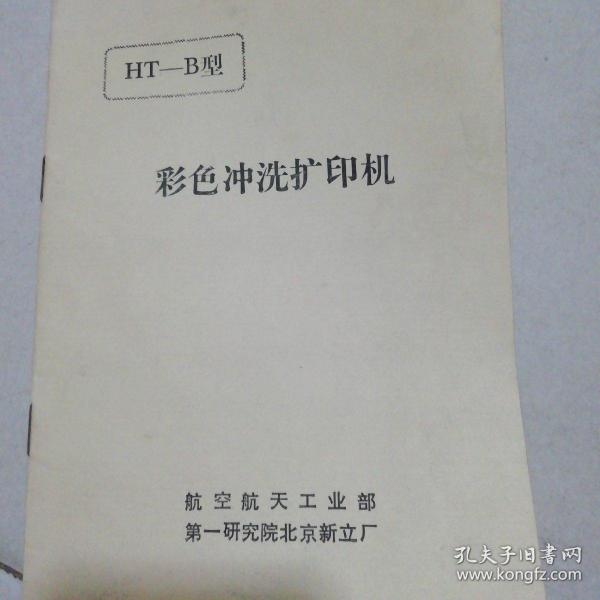 HT—B型
彩色冲洗扩印机
航空航天工业部
第一研究院北京新立厂
孔夫子旧书网
www.kongfz.com